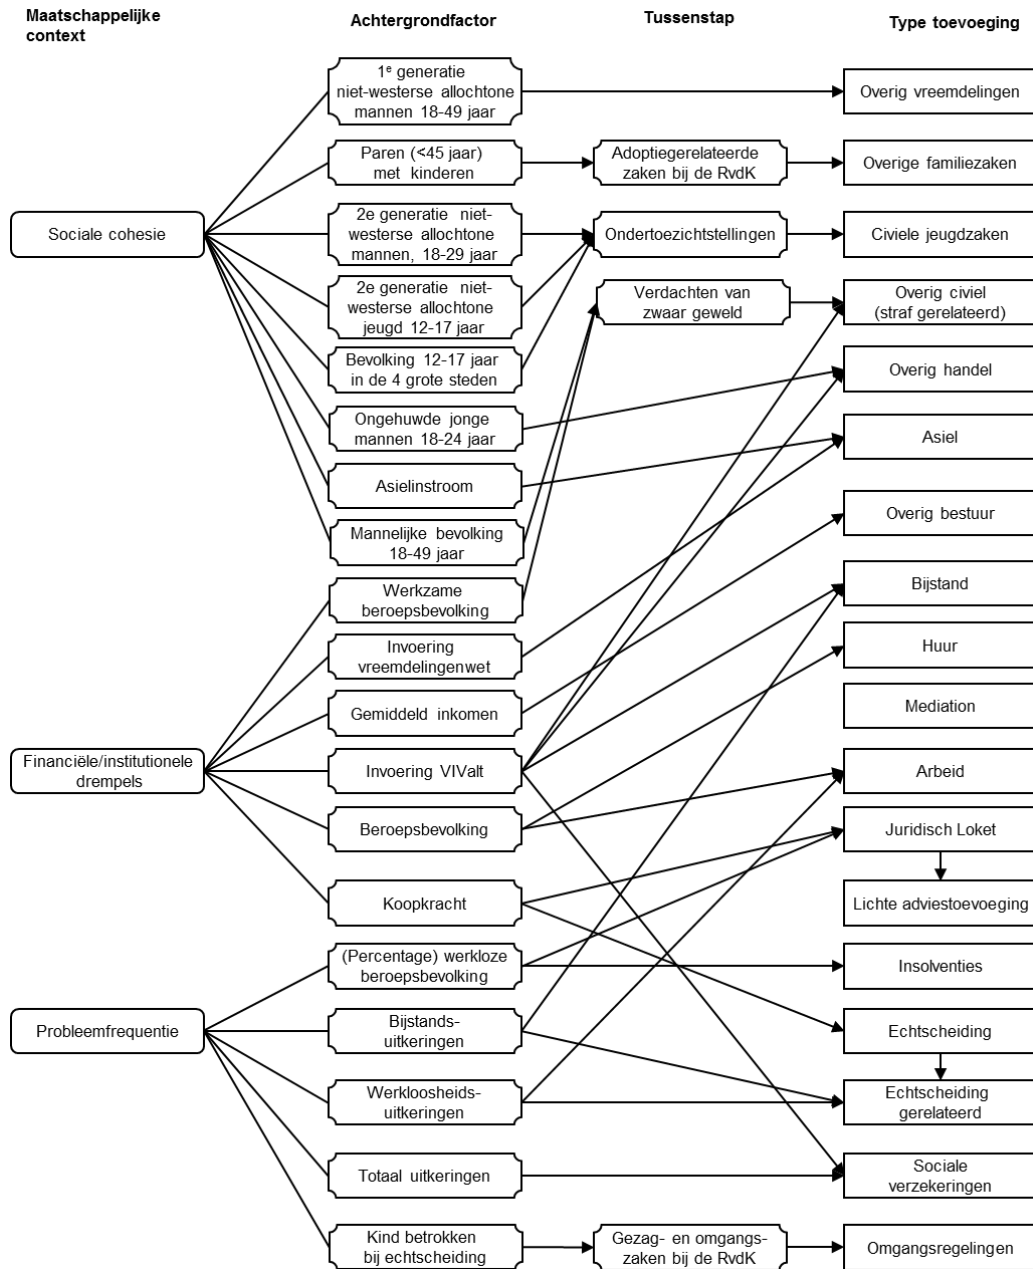 Maatschappelijke
context
Achtergrondfactor
Tussenstap
Type toevoeging
1e generatie
niet-westerse allochtone
mannen 18-49 jaar
Overig vreemdelingen
Paren (<45 jaar)
met kinderen
Adoptiegerelateerde
zaken bij de RvdK
Overige familiezaken
Sociale cohesie
2e generatie niet-
westerse allochtone
mannen, 18-29 jaar
Ondertoezichtstellingen
Civiele jeugdzaken
2e generatie niet-
westerse allochtone
jeugd 12-17 jaar
Verdachten van
zwaar geweld
Overig civiel
(straf gerelateerd)
Bevolking 12-17 jaar
in de 4 grote steden
Overig handel
Ongehuwde jonge
mannen 18-24 jaar
Asiel
Asielinstroom
Overig bestuur
Mannelijke bevolking
18-49 jaar
Bijstand
Werkzame
beroepsbevolking
Huur
Invoering
vreemdelingenwet
Mediation
Gemiddeld inkomen
Financiële/institutionele
drempels
Invoering VIValt
Arbeid
Beroepsbevolking
Juridisch Loket
Koopkracht
Lichte adviestoevoeging
(Percentage) werkloze
beroepsbevolking
Insolventies
Probleemfrequentie
Bijstands-
uitkeringen
Echtscheiding
Werkloosheids-
uitkeringen
Echtscheiding
gerelateerd
Totaal uitkeringen
Sociale
verzekeringen
Kind betrokken
bij echtscheiding
Gezag- en omgangs-
zaken bij de RvdK
Omgangsregelingen